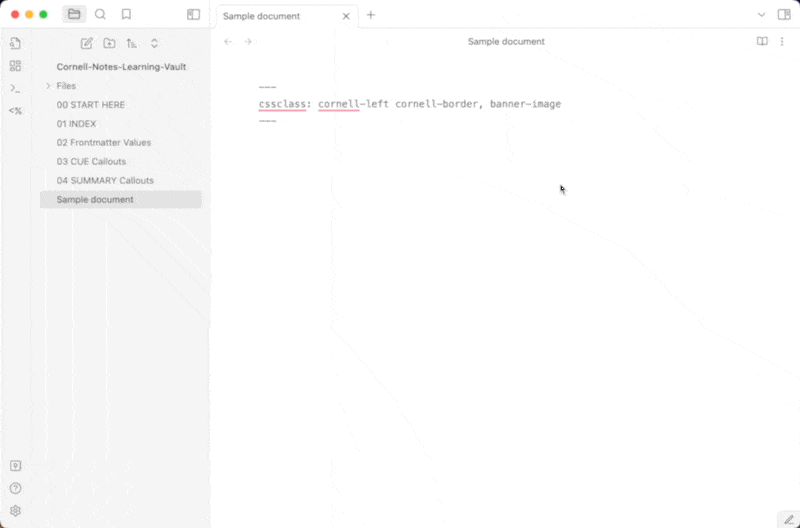 Sample document
Cornell-Notes-Learning-Vault
Files
00 START HERE
01 INDEX
02 Frontmatter Values
03 CUE Callouts
04 SUMMARY Callouts
Sample document
Sample document
---
cssclass: cornell-left cornell-border, banner-image
---